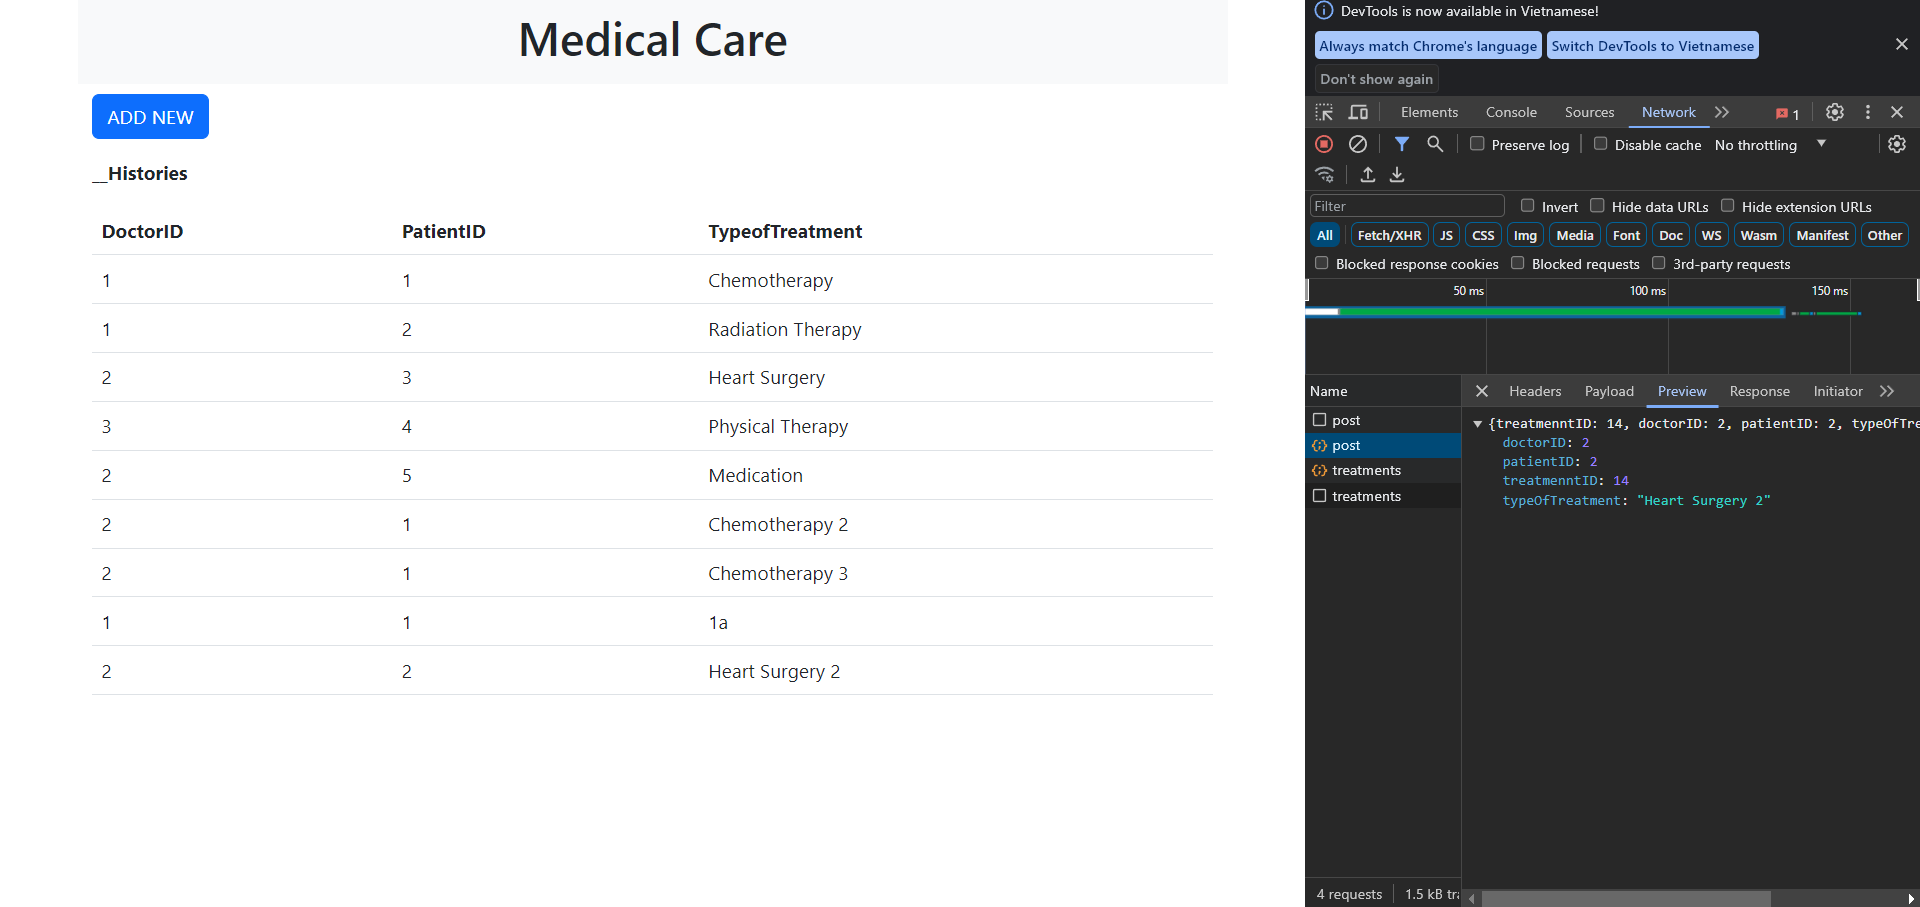 Medical Care
ADD NEW
__Histories
DoctorID PatientID TypeofTreatment
1 1 Chemotherapy
1 2 Radiation Therapy
2 3 Heart Surgery
3 4 Physical Therapy
2 5 Medication
2 1 Chemotherapy 2
2 1 Chemotherapy 3
1 1 1a
2 2 Heart Surgery 2
DevTools is now available in Vietnamese!
Always match Chrome's language Switch DevTools to Vietnamese
Don't show again
Elements Console Sources Network 1
Preserve log Disable cache No throttling
Filter Invert Hide data URLs Hide extension URLs
All Fetch/XHR JS CSS Img Media Font Doc WS Wasm Manifest Other
Blocked response cookies Blocked requests 3rd-party requests
50 ms 100 ms 150 ms
Name Headers Payload Preview Response Initiator
post
post
treatments
treatments
{treatmenntID: 14, doctorID: 2, patientID: 2, typeOfTre
doctorID: 2
patientID: 2
treatmenntID: 14
typeOfTreatment: "Heart Surgery 2"
4 requests 1.5 kB tr